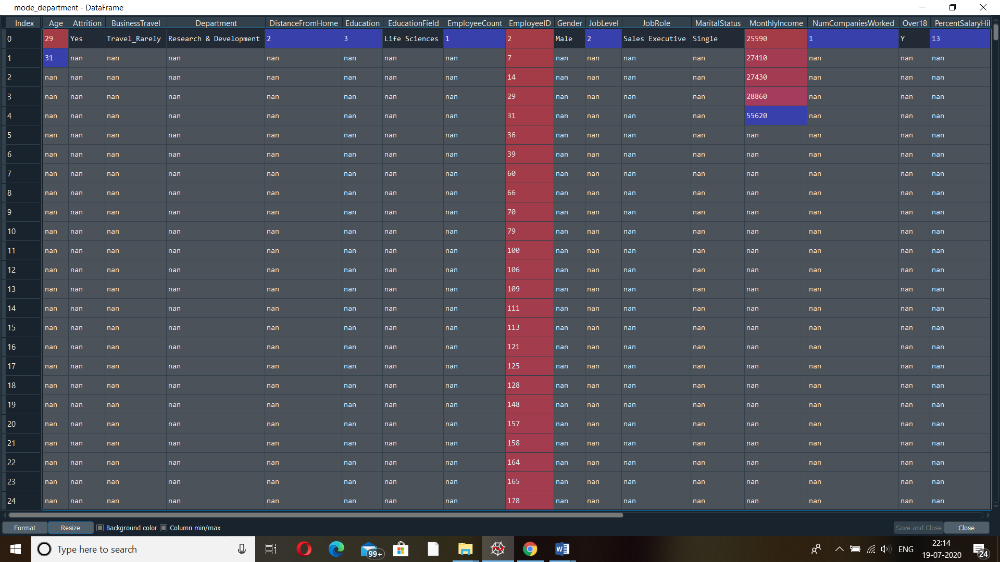 mode_department - DataFrame
Index Age Attrition BusinessTravel Department DistanceFromHome Education EducationField EmployeeCount EmployeeID Gender JobLevel JobRole MaritalStatus MonthlyIncome NumCompaniesWorked Over18 PercentSalaryHi
0 29 Yes Travel_Rarely Research & Development 2 3 Life Sciences 1 2 Male 2 Sales Executive Single 25590 1 Y 13
1 31 nan nan nan nan nan nan nan 7 nan nan nan nan 27410 nan nan nan
2 nan nan nan nan nan nan nan nan 14 nan nan nan nan 27430 nan nan nan
3 nan nan nan nan nan nan nan nan 29 nan nan nan nan 28860 nan nan nan
4 nan nan nan nan nan nan nan nan 31 nan nan nan nan 55620 nan nan nan
5 nan nan nan nan nan nan nan nan 36 nan nan nan nan nan nan nan nan
6 nan nan nan nan nan nan nan nan 39 nan nan nan nan nan nan nan nan
7 nan nan nan nan nan nan nan nan 60 nan nan nan nan nan nan nan nan
8 nan nan nan nan nan nan nan nan 66 nan nan nan nan nan nan nan nan
9 nan nan nan nan nan nan nan nan 70 nan nan nan nan nan nan nan nan
10 nan nan nan nan nan nan nan nan 79 nan nan nan nan nan nan nan nan
11 nan nan nan nan nan nan nan nan 100 nan nan nan nan nan nan nan nan
12 nan nan nan nan nan nan nan nan 106 nan nan nan nan nan nan nan nan
13 nan nan nan nan nan nan nan nan 109 nan nan nan nan nan nan nan nan
14 nan nan nan nan nan nan nan nan 111 nan nan nan nan nan nan nan nan
15 nan nan nan nan nan nan nan nan 113 nan nan nan nan nan nan nan nan
16 nan nan nan nan nan nan nan nan 121 nan nan nan nan nan nan nan nan
17 nan nan nan nan nan nan nan nan 125 nan nan nan nan nan nan nan nan
18 nan nan nan nan nan nan nan nan 128 nan nan nan nan nan nan nan nan
19 nan nan nan nan nan nan nan nan 148 nan nan nan nan nan nan nan nan
20 nan nan nan nan nan nan nan nan 157 nan nan nan nan nan nan nan nan
21 nan nan nan nan nan nan nan nan 158 nan nan nan nan nan nan nan nan
22 nan nan nan nan nan nan nan nan 164 nan nan nan nan nan nan nan nan
23 nan nan nan nan nan nan nan nan 165 nan nan nan nan nan nan nan nan
24 nan nan nan nan nan nan nan nan 178 nan nan nan nan nan nan nan nan
Format Resize Background color Column min/max Save and Close Close
Type here to search 99+ ENG 22:14
19-07-2020 24